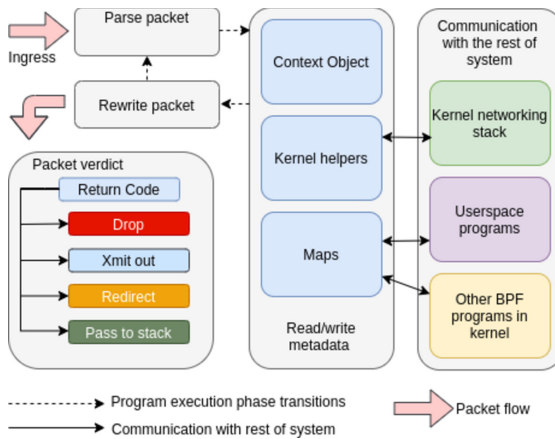 Parse packet
Ingress
Rewrite packet
Packet verdict
Return Code
Drop
Xmit out
Redirect
Pass to stack
Context Object
Kernel helpers
Maps
Read/write
metadata
Communication
with the rest of
system
Kernel networking
stack
Userspace
programs
Other BPF
programs in
kernel
Program execution phase transitions
Communication with rest of system
Packet flow